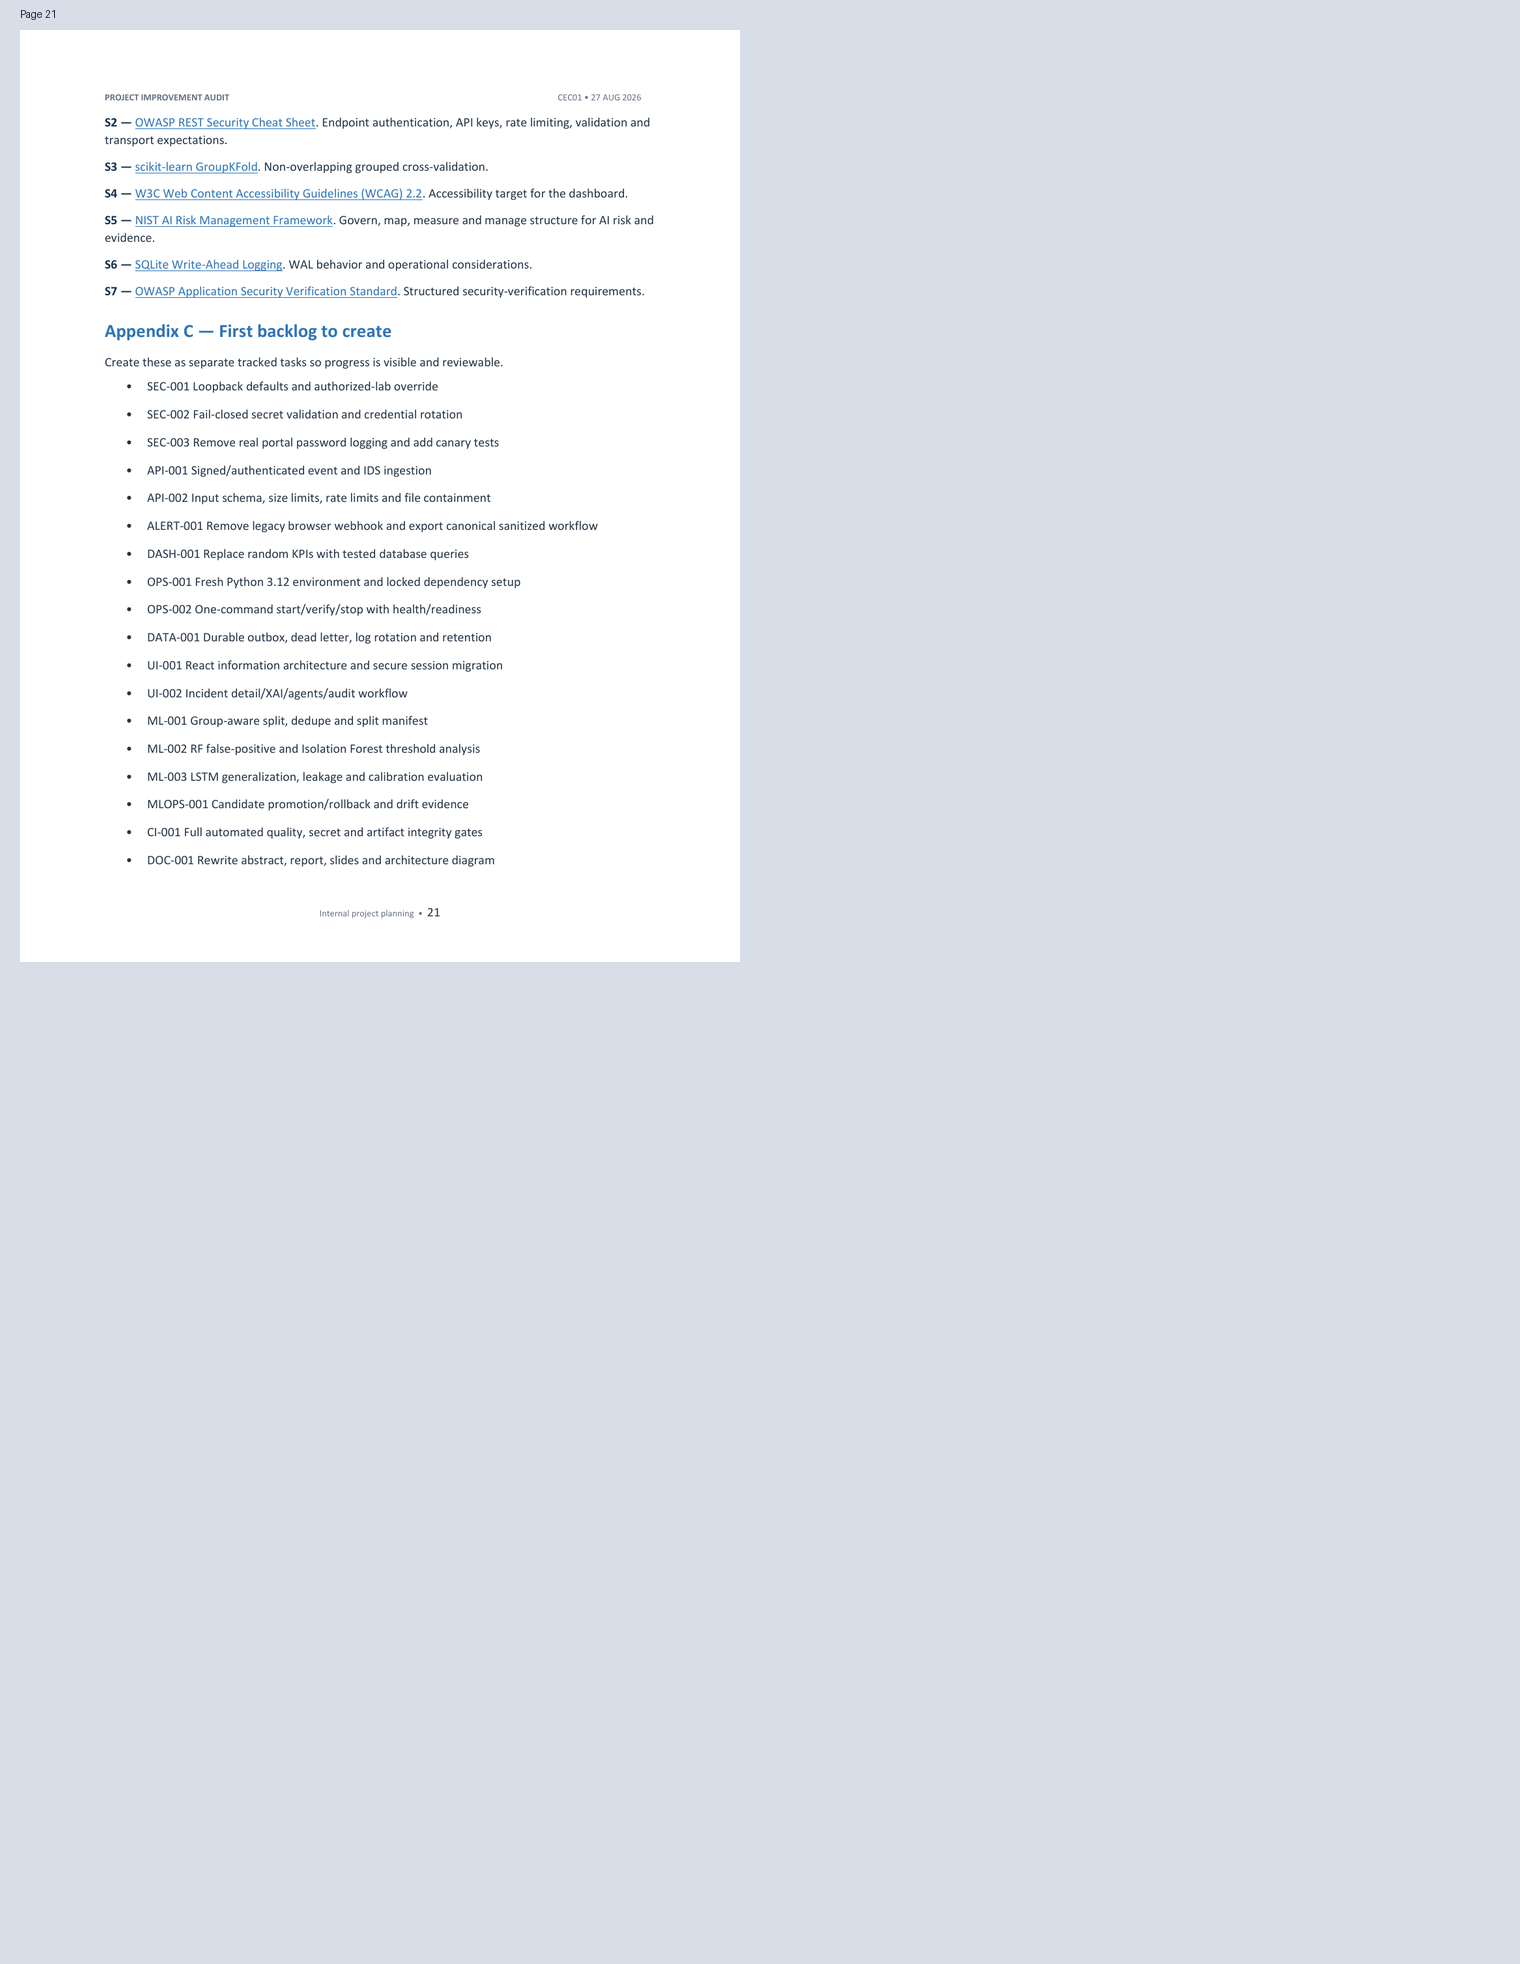 Page 21
PROJECT IMPROVEMENT AUDIT
CEC01 • 27 AUG 2026
S2 — OWASP REST Security Cheat Sheet. Endpoint authentication, API keys, rate limiting, validation and
transport expectations.
S3 — scikit-learn GroupKFold. Non-overlapping grouped cross-validation.
S4 — W3C Web Content Accessibility Guidelines (WCAG) 2.2. Accessibility target for the dashboard.
S5 — NIST AI Risk Management Framework. Govern, map, measure and manage structure for AI risk and
evidence.
S6 — SQLite Write-Ahead Logging. WAL behavior and operational considerations.
S7 — OWASP Application Security Verification Standard. Structured security-verification requirements.
Appendix C — First backlog to create
Create these as separate tracked tasks so progress is visible and reviewable.
• SEC-001 Loopback defaults and authorized-lab override
• SEC-002 Fail-closed secret validation and credential rotation
• SEC-003 Remove real portal password logging and add canary tests
• API-001 Signed/authenticated event and IDS ingestion
• API-002 Input schema, size limits, rate limits and file containment
• ALERT-001 Remove legacy browser webhook and export canonical sanitized workflow
• DASH-001 Replace random KPIs with tested database queries
• OPS-001 Fresh Python 3.12 environment and locked dependency setup
• OPS-002 One-command start/verify/stop with health/readiness
• DATA-001 Durable outbox, dead letter, log rotation and retention
• UI-001 React information architecture and secure session migration
• UI-002 Incident detail/XAI/agents/audit workflow
• ML-001 Group-aware split, dedupe and split manifest
• ML-002 RF false-positive and Isolation Forest threshold analysis
• ML-003 LSTM generalization, leakage and calibration evaluation
• MLOPS-001 Candidate promotion/rollback and drift evidence
• CI-001 Full automated quality, secret and artifact integrity gates
• DOC-001 Rewrite abstract, report, slides and architecture diagram
Internal project planning • 21